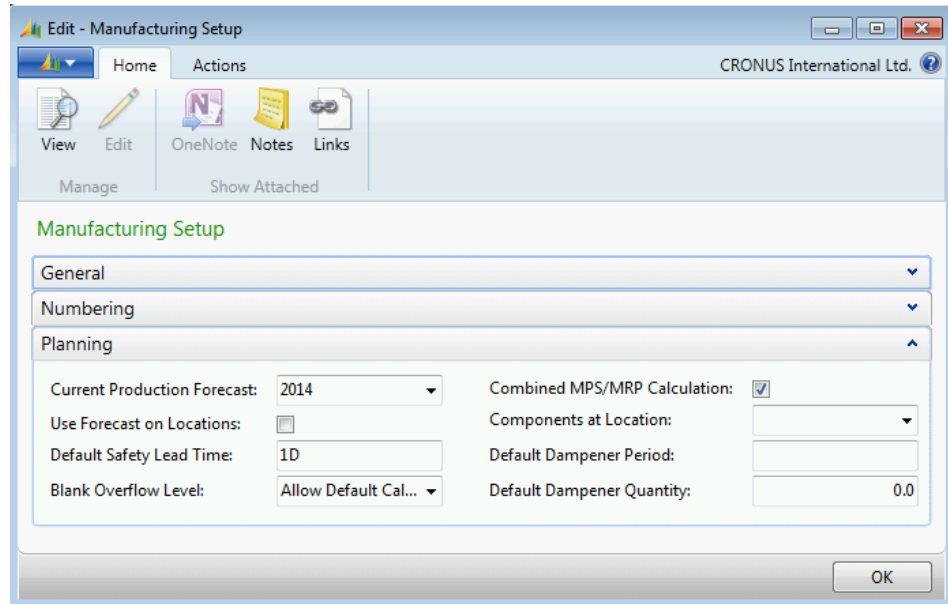 Edit - Manufacturing Setup
Home Actions CRONUS International Ltd.
View Edit OneNote Notes Links
Manage Show Attached
Manufacturing Setup
General
Numbering
Planning
Current Production Forecast: 2014 Combined MPS/MRP Calculation:
Use Forecast on Locations: Components at Location:
Default Safety Lead Time: 1D Default Dampener Period:
Blank Overflow Level: Allow Default Cal... Default Dampener Quantity: 0.0
OK